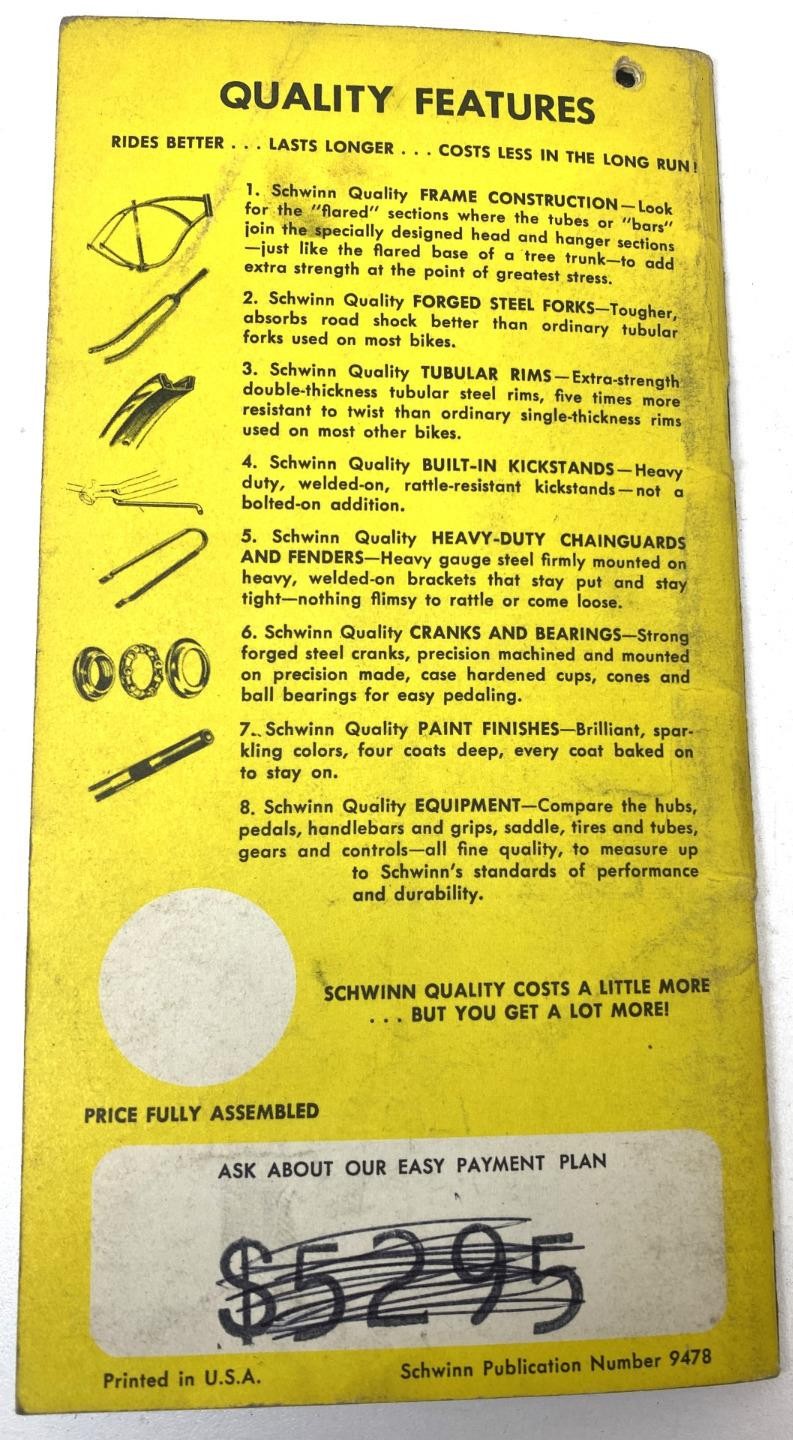 QUALITY FEATURES
RIDES BETTER . . . LASTS LONGER . . . COSTS LESS IN THE LONG RUN!
1. Schwinn Quality FRAME CONSTRUCTION—Look
for the "flared" sections where the tubes or "bars"
join the specially designed head and hanger sections
—just like the flared base of a tree trunk—to add
extra strength at the point of greatest stress.
2. Schwinn Quality FORGED STEEL FORKS—Tougher,
absorbs road shock better than ordinary tubular
forks used on most bikes.
3. Schwinn Quality TUBULAR RIMS—Extra-strength
double-thickness tubular steel rims, five times more
resistant to twist than ordinary single-thickness rims
used on most other bikes.
4. Schwinn Quality BUILT-IN KICKSTANDS—Heavy
duty, welded-on, rattle-resistant kickstands—not a
bolted-on addition.
5. Schwinn Quality HEAVY-DUTY CHAINGUARDS
AND FENDERS—Heavy gauge steel firmly mounted on
heavy, welded-on brackets that stay put and stay
tight—nothing flimsy to rattle or come loose.
6. Schwinn Quality CRANKS AND BEARINGS—Strong
forged steel cranks, precision machined and mounted
on precision made, case hardened cups, cones and
ball bearings for easy pedaling.
7. Schwinn Quality PAINT FINISHES—Brilliant, spar-
kling colors, four coats deep, every coat baked on
to stay on.
8. Schwinn Quality EQUIPMENT—Compare the hubs,
pedals, handlebars and grips, saddle, tires and tubes,
gears and controls—all fine quality, to measure up
to Schwinn's standards of performance
and durability.
SCHWINN QUALITY COSTS A LITTLE MORE
. . . BUT YOU GET A LOT MORE!
PRICE FULLY ASSEMBLED
ASK ABOUT OUR EASY PAYMENT PLAN
$5295
Printed in U.S.A.
Schwinn Publication Number 9478